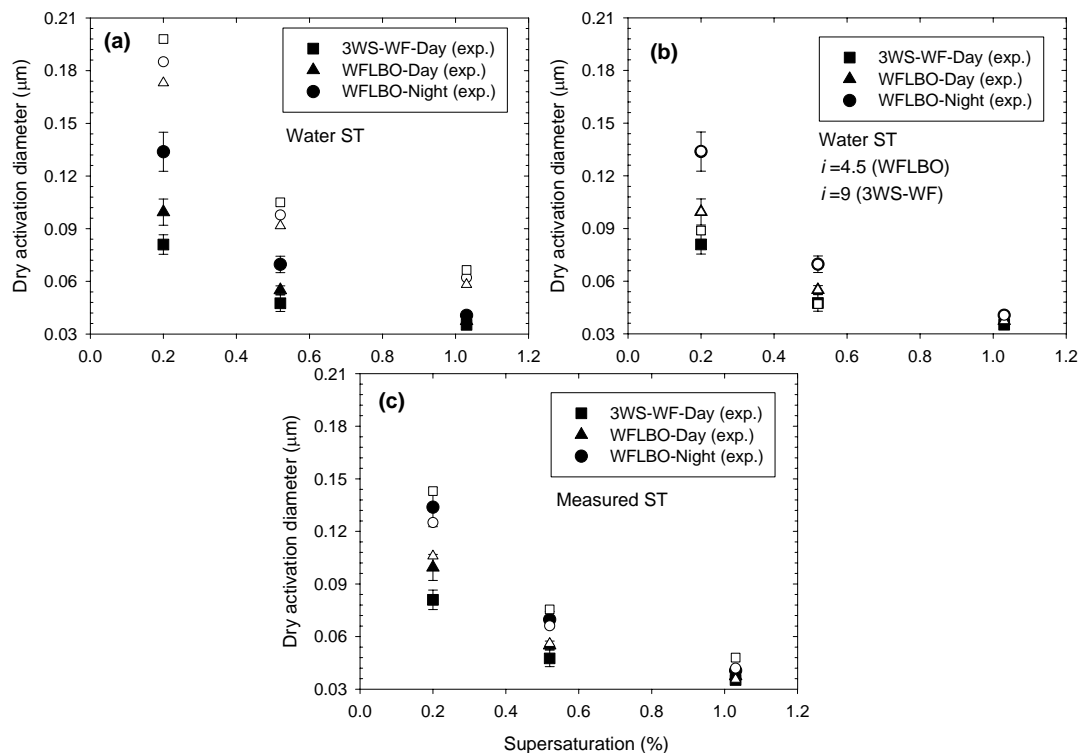 (a)
3WS-WF-Day (exp.)
WFLBO-Day (exp.)
WFLBO-Night (exp.)
Water ST
Dry activation diameter (μm)
0.21
0.18
0.15
0.12
0.09
0.06
0.03
0.0 0.2 0.4 0.6 0.8 1.0 1.2
(b)
3WS-WF-Day (exp.)
WFLBO-Day (exp.)
WFLBO-Night (exp.)
Water ST
i=4.5 (WFLBO)
i=9 (3WS-WF)
Dry activation diameter (μm)
0.21
0.18
0.15
0.12
0.09
0.06
0.03
0.0 0.2 0.4 0.6 0.8 1.0 1.2
(c)
3WS-WF-Day (exp.)
WFLBO-Day (exp.)
WFLBO-Night (exp.)
Measured ST
Dry activation diameter (μm)
0.21
0.18
0.15
0.12
0.09
0.06
0.03
0.0 0.2 0.4 0.6 0.8 1.0 1.2
Supersaturation (%)